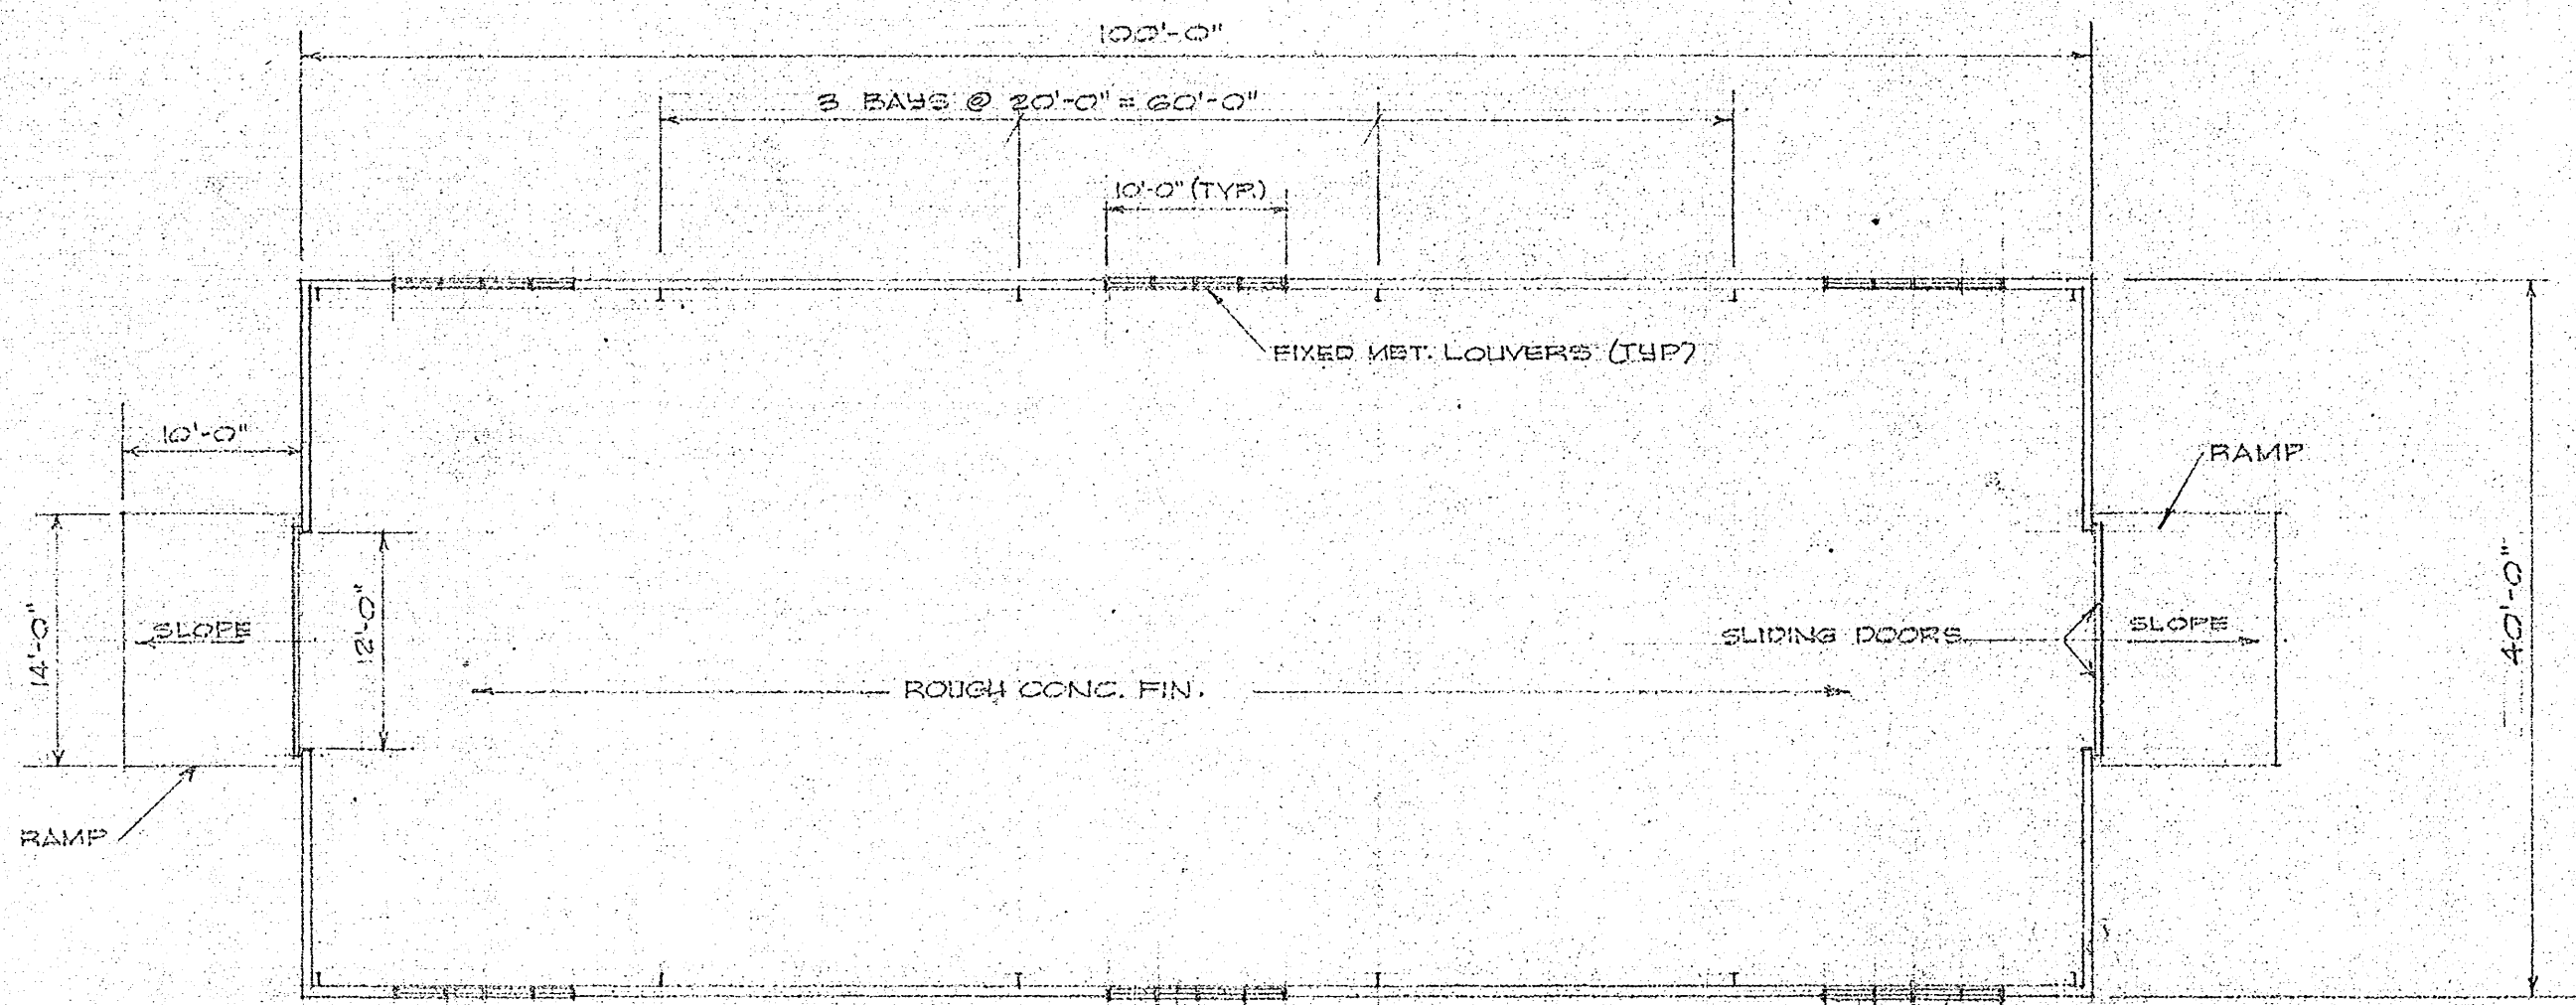 100'-0"
3 BAYS @ 20'-0" = 60'-0"
10'-0" (TYP.)
FIXED MET. LOUVERS (TYP)
10'-0"
RAMP
14'-0"
SLOPE
12'-0"
SLIDING DOORS
SLOPE
40'-0"
ROUGH CONC. FIN.
RAMP